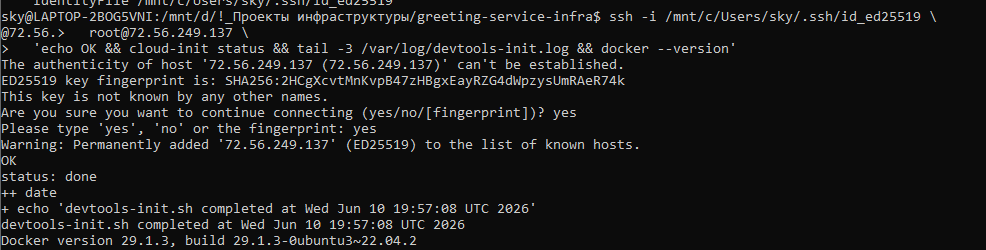 IdentityFile /mnt/c/Users/sky/.ssh/id_ed25519
sky@LAPTOP-2BOG5VNI:/mnt/d/!_Проекты инфраструктуры/greeting-service-infra$ ssh -i /mnt/c/Users/sky/.ssh/id_ed25519 \
@72.56.>   root@72.56.249.137 \
>   'echo OK && cloud-init status && tail -3 /var/log/devtools-init.log && docker --version'
The authenticity of host '72.56.249.137 (72.56.249.137)' can't be established.
ED25519 key fingerprint is: SHA256:2HCgXcvtMnKvpB47zHBgxEayRZG4dWpzysUmRAeR74k
This key is not known by any other names.
Are you sure you want to continue connecting (yes/no/[fingerprint])? yes
Please type 'yes', 'no' or the fingerprint: yes
Warning: Permanently added '72.56.249.137' (ED25519) to the list of known hosts.
OK
status: done
++ date
+ echo 'devtools-init.sh completed at Wed Jun 10 19:57:08 UTC 2026'
devtools-init.sh completed at Wed Jun 10 19:57:08 UTC 2026
Docker version 29.1.3, build 29.1.3-0ubuntu3~22.04.2